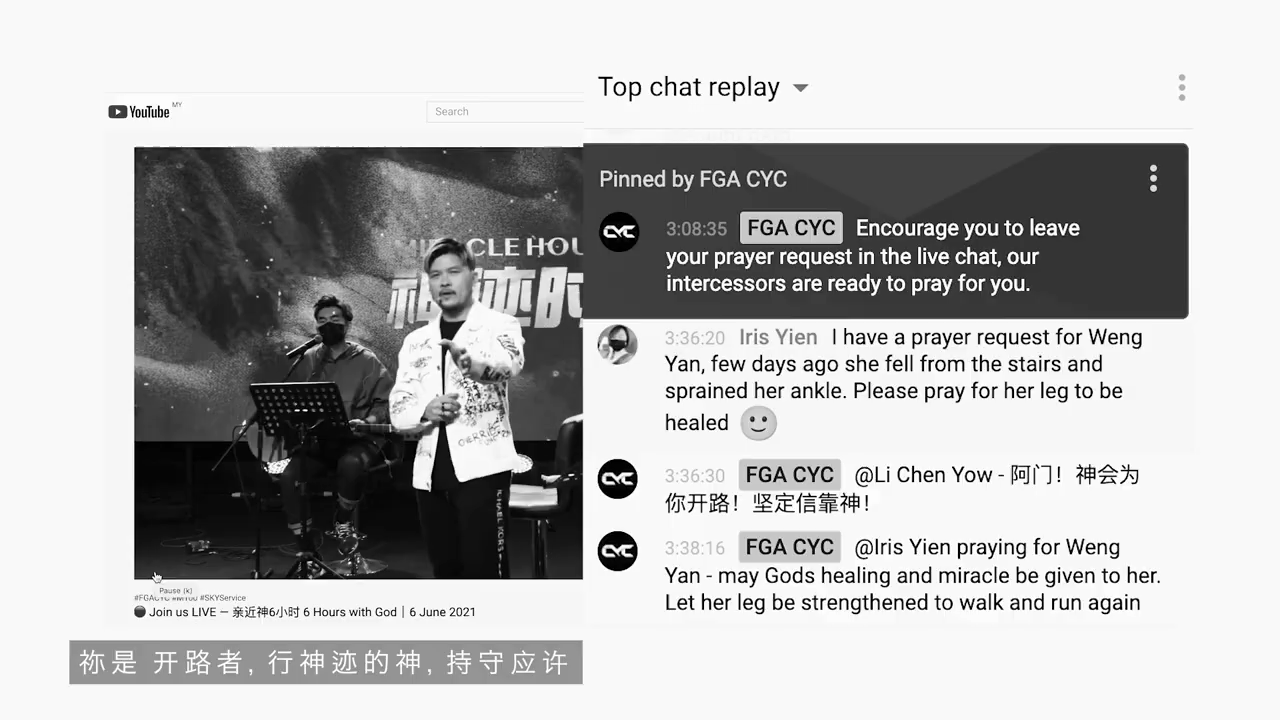 YouTube MY
Search
Top chat replay
Pinned by FGA CYC
CYC
3:08:35 FGA CYC Encourage you to leave
your prayer request in the live chat, our
intercessors are ready to pray for you.
3:36:20 Iris Yien I have a prayer request for Weng
Yan, few days ago she fell from the stairs and
sprained her ankle. Please pray for her leg to be
healed
CYC
3:36:30 FGA CYC @Li Chen Yow - 阿门！神会为
你开路！坚定信靠神！
CYC
3:38:16 FGA CYC @Iris Yien praying for Weng
Yan - may Gods healing and miracle be given to her.
Let her leg be strengthened to walk and run again
MIRACLE HOU
神迹时
Pause (k)
#SKYService
Join us LIVE – 亲近神6小时 6 Hours with God｜6 June 2021
祢是 开路者, 行神迹的神, 持守应许